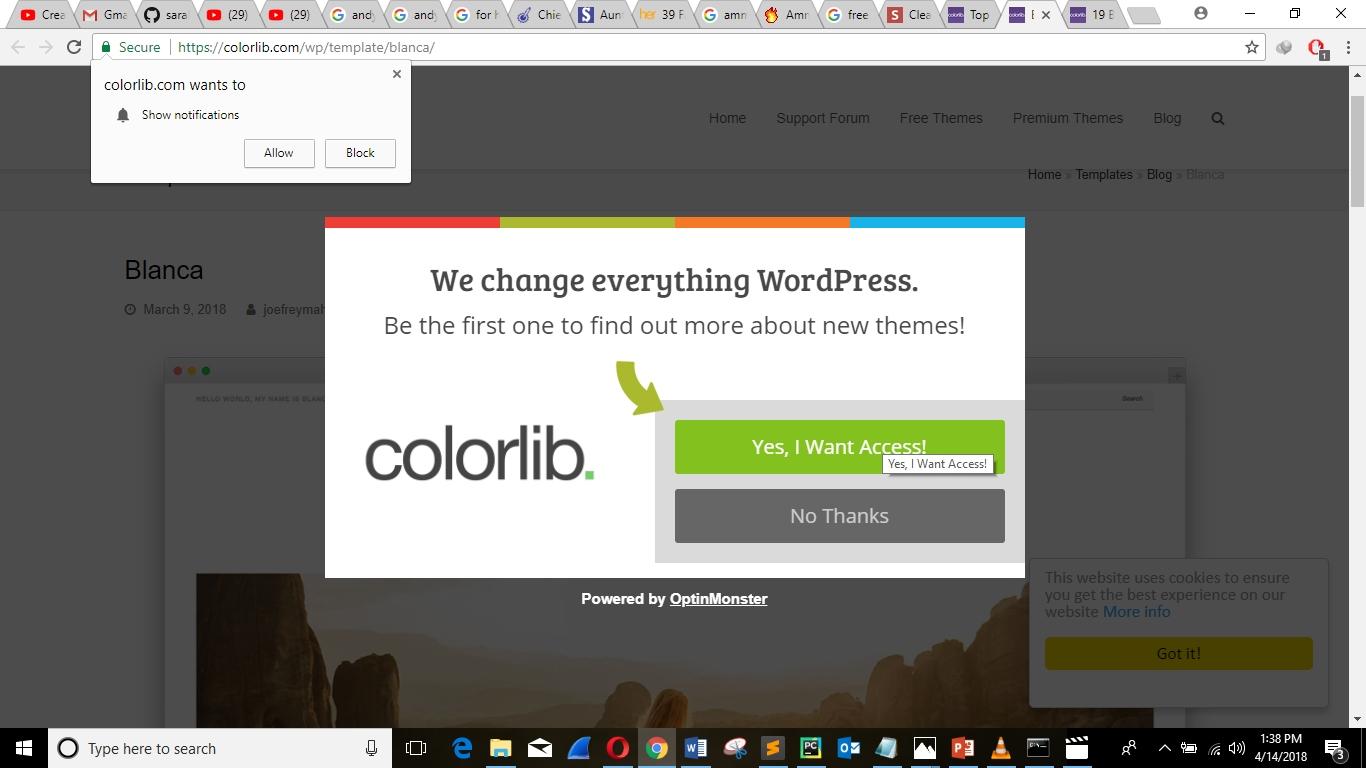 Crea
Gma
sara
(29)
(29)
andy
andy
for h
Chie
Aunt
her 39 F
amm
Amm
free
Clea
Top
19 E
Secure
https://colorlib.com/wp/template/blanca/
1
colorlib.com wants to
Show notifications
Allow
Block
Home
Support Forum
Free Themes
Premium Themes
Blog
Home » Templates » Blog » Blanca
Blanca
March 9, 2018
HELLO WORLD, MY NAME IS BLANC
Search
We change everything WordPress.
Be the first one to find out more about new themes!
colorlib.
Yes, I Want Access!
Yes, I Want Access!
No Thanks
Powered by OptinMonster
This website uses cookies to ensure
you get the best experience on our
website More info
Got it!
Type here to search
1:38 PM
4/14/2018
3